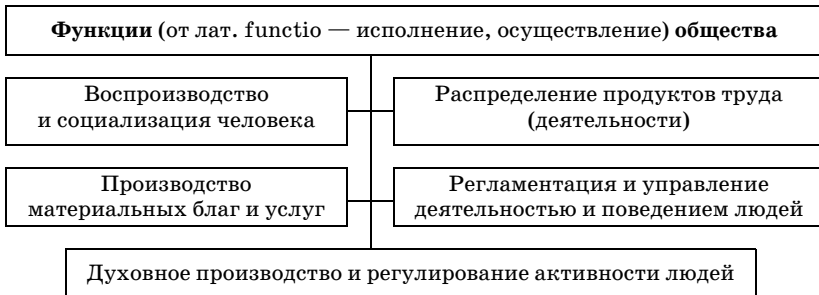 Функции (от лат. functio — исполнение, осуществление) общества
Воспроизводство
и социализация человека
Распределение продуктов труда
(деятельности)
Производство
материальных благ и услуг
Регламентация и управление
деятельностью и поведением людей
Духовное производство и регулирование активности людей